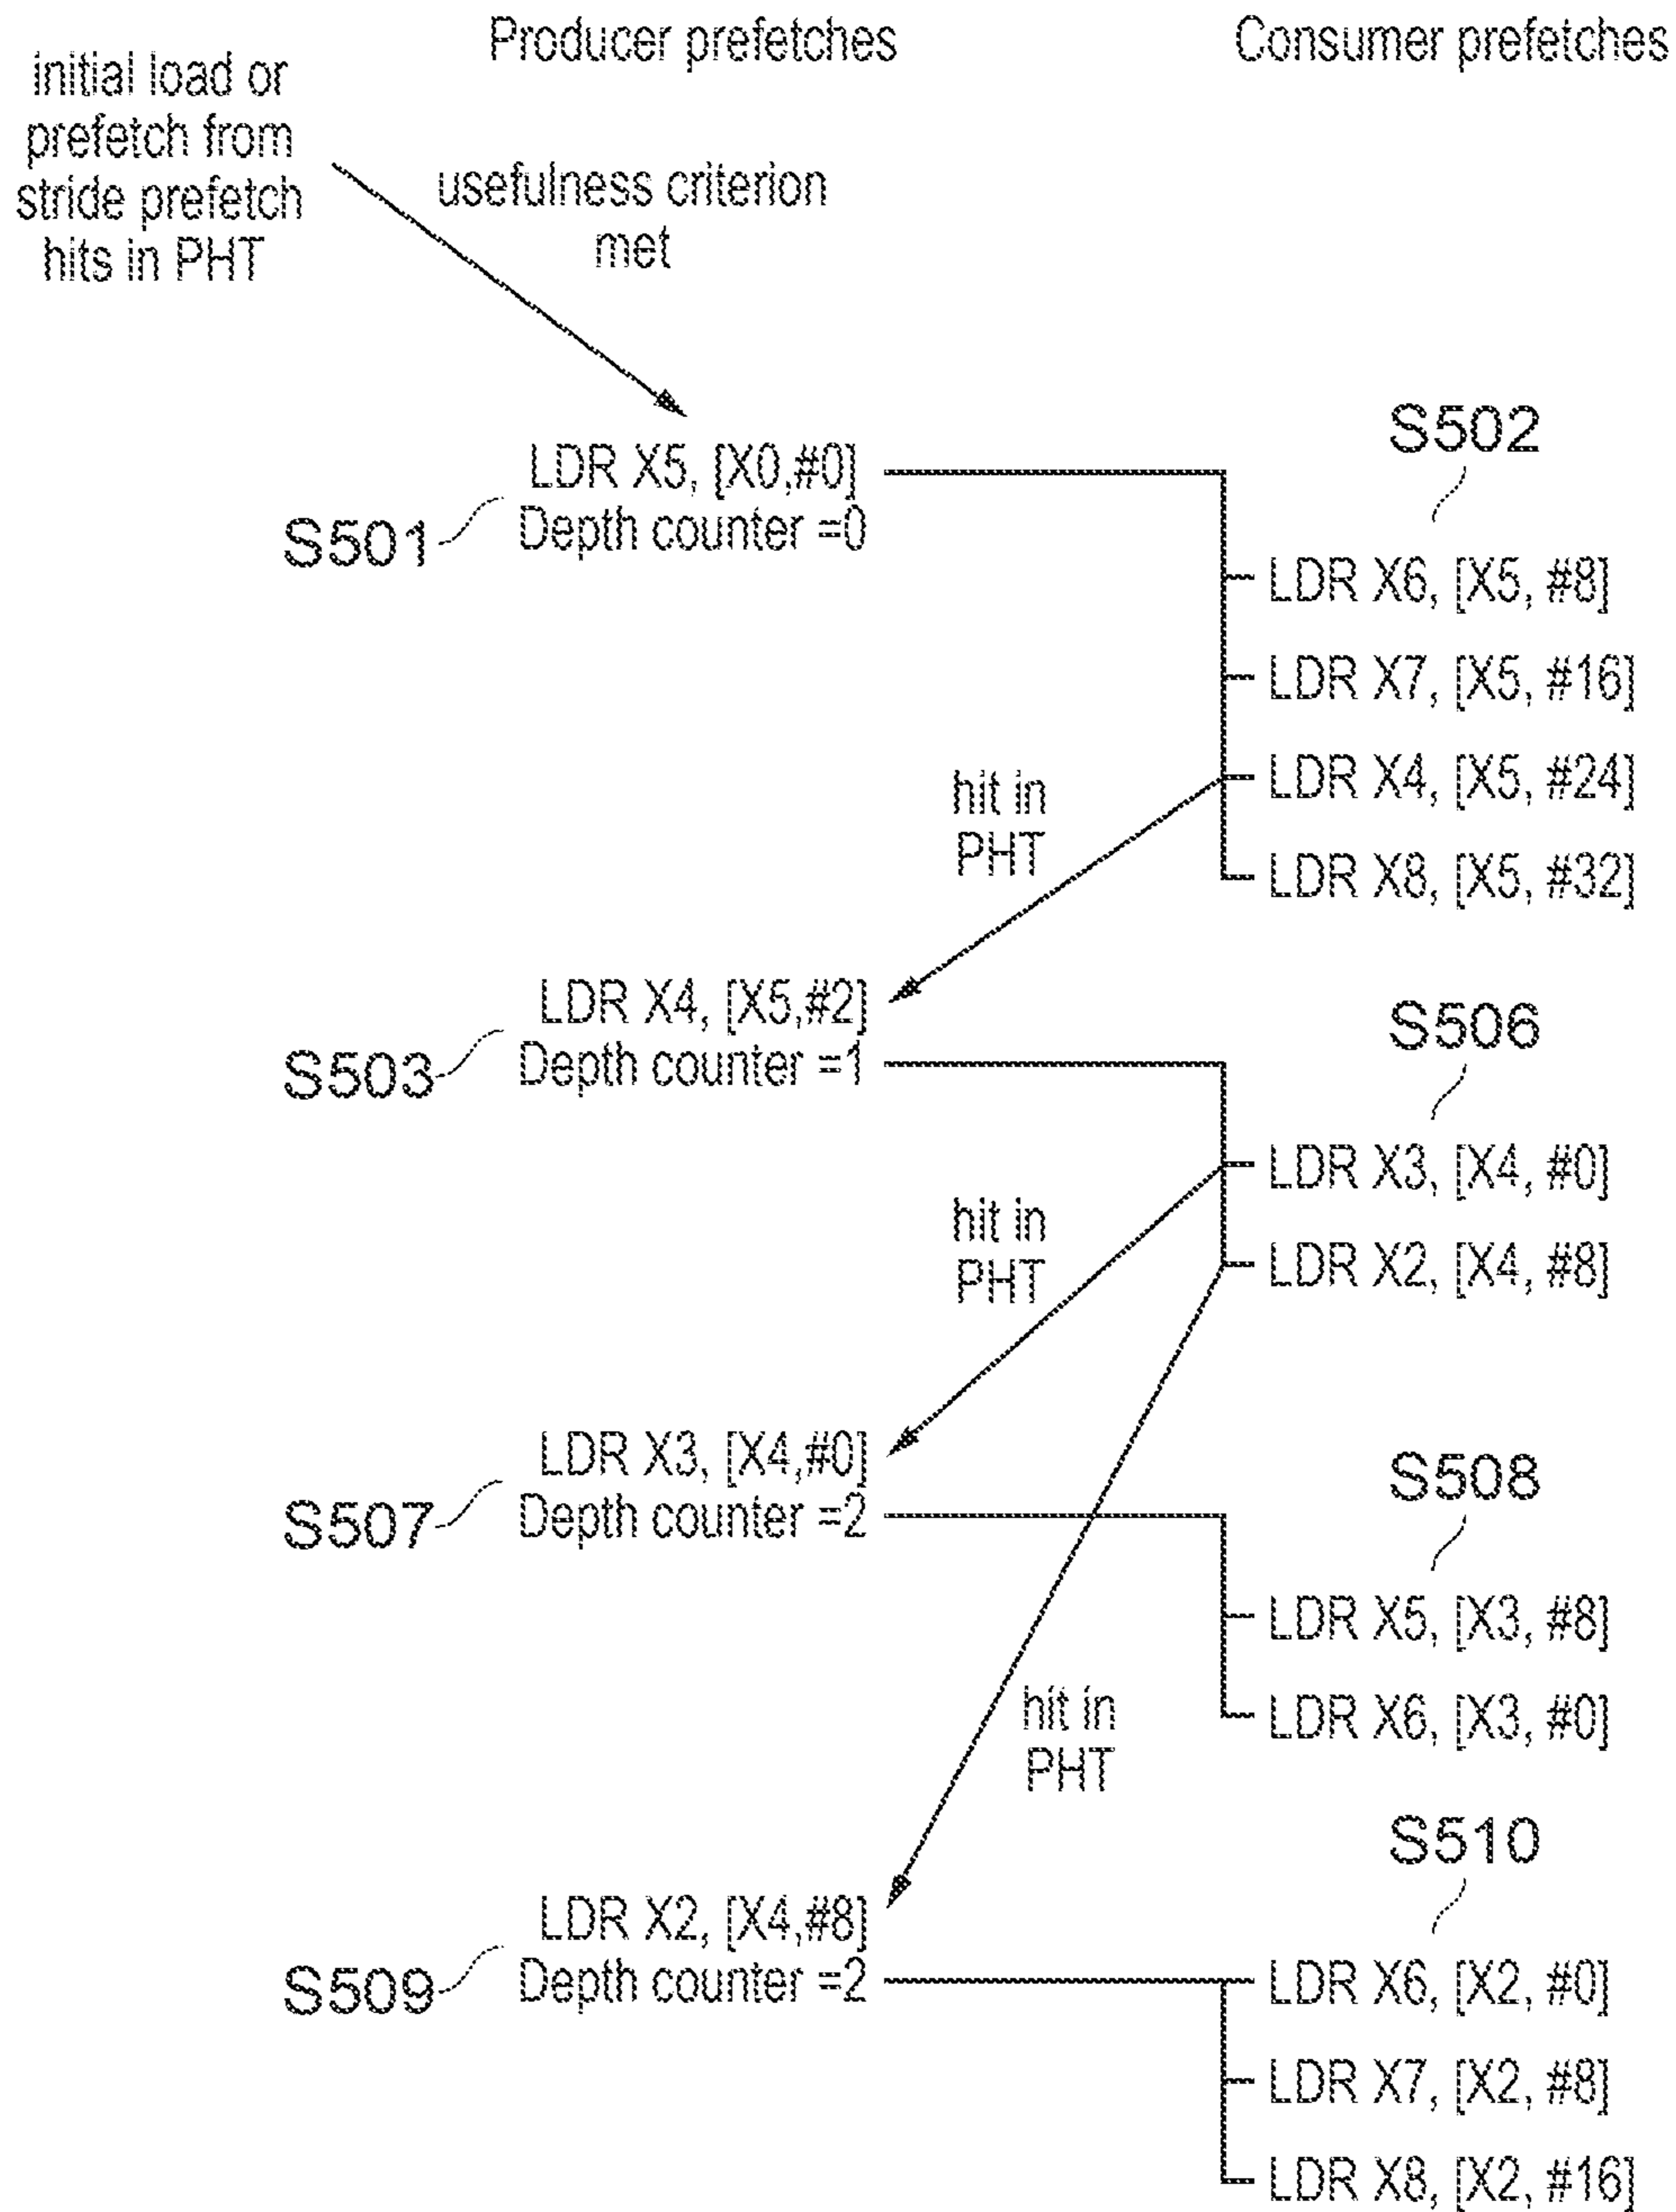 Producer prefetches
Consumer prefetches
initial load or
prefetch from
stride prefetch
hits in PHT
usefulness criterion
met
LDR X5, [X0,#0]
Depth counter =0
S501
S502
LDR X6, [X5, #8]
LDR X7, [X5, #16]
LDR X4, [X5, #24]
LDR X8, [X5, #32]
hit in
PHT
LDR X4, [X5,#2]
Depth counter =1
S503
S506
LDR X3, [X4, #0]
LDR X2, [X4, #8]
hit in
PHT
LDR X3, [X4,#0]
Depth counter =2
S507
S508
LDR X5, [X3, #8]
LDR X6, [X3, #0]
hit in
PHT
LDR X2, [X4,#8]
Depth counter =2
S509
S510
LDR X6, [X2, #0]
LDR X7, [X2, #8]
LDR X8, [X2, #16]